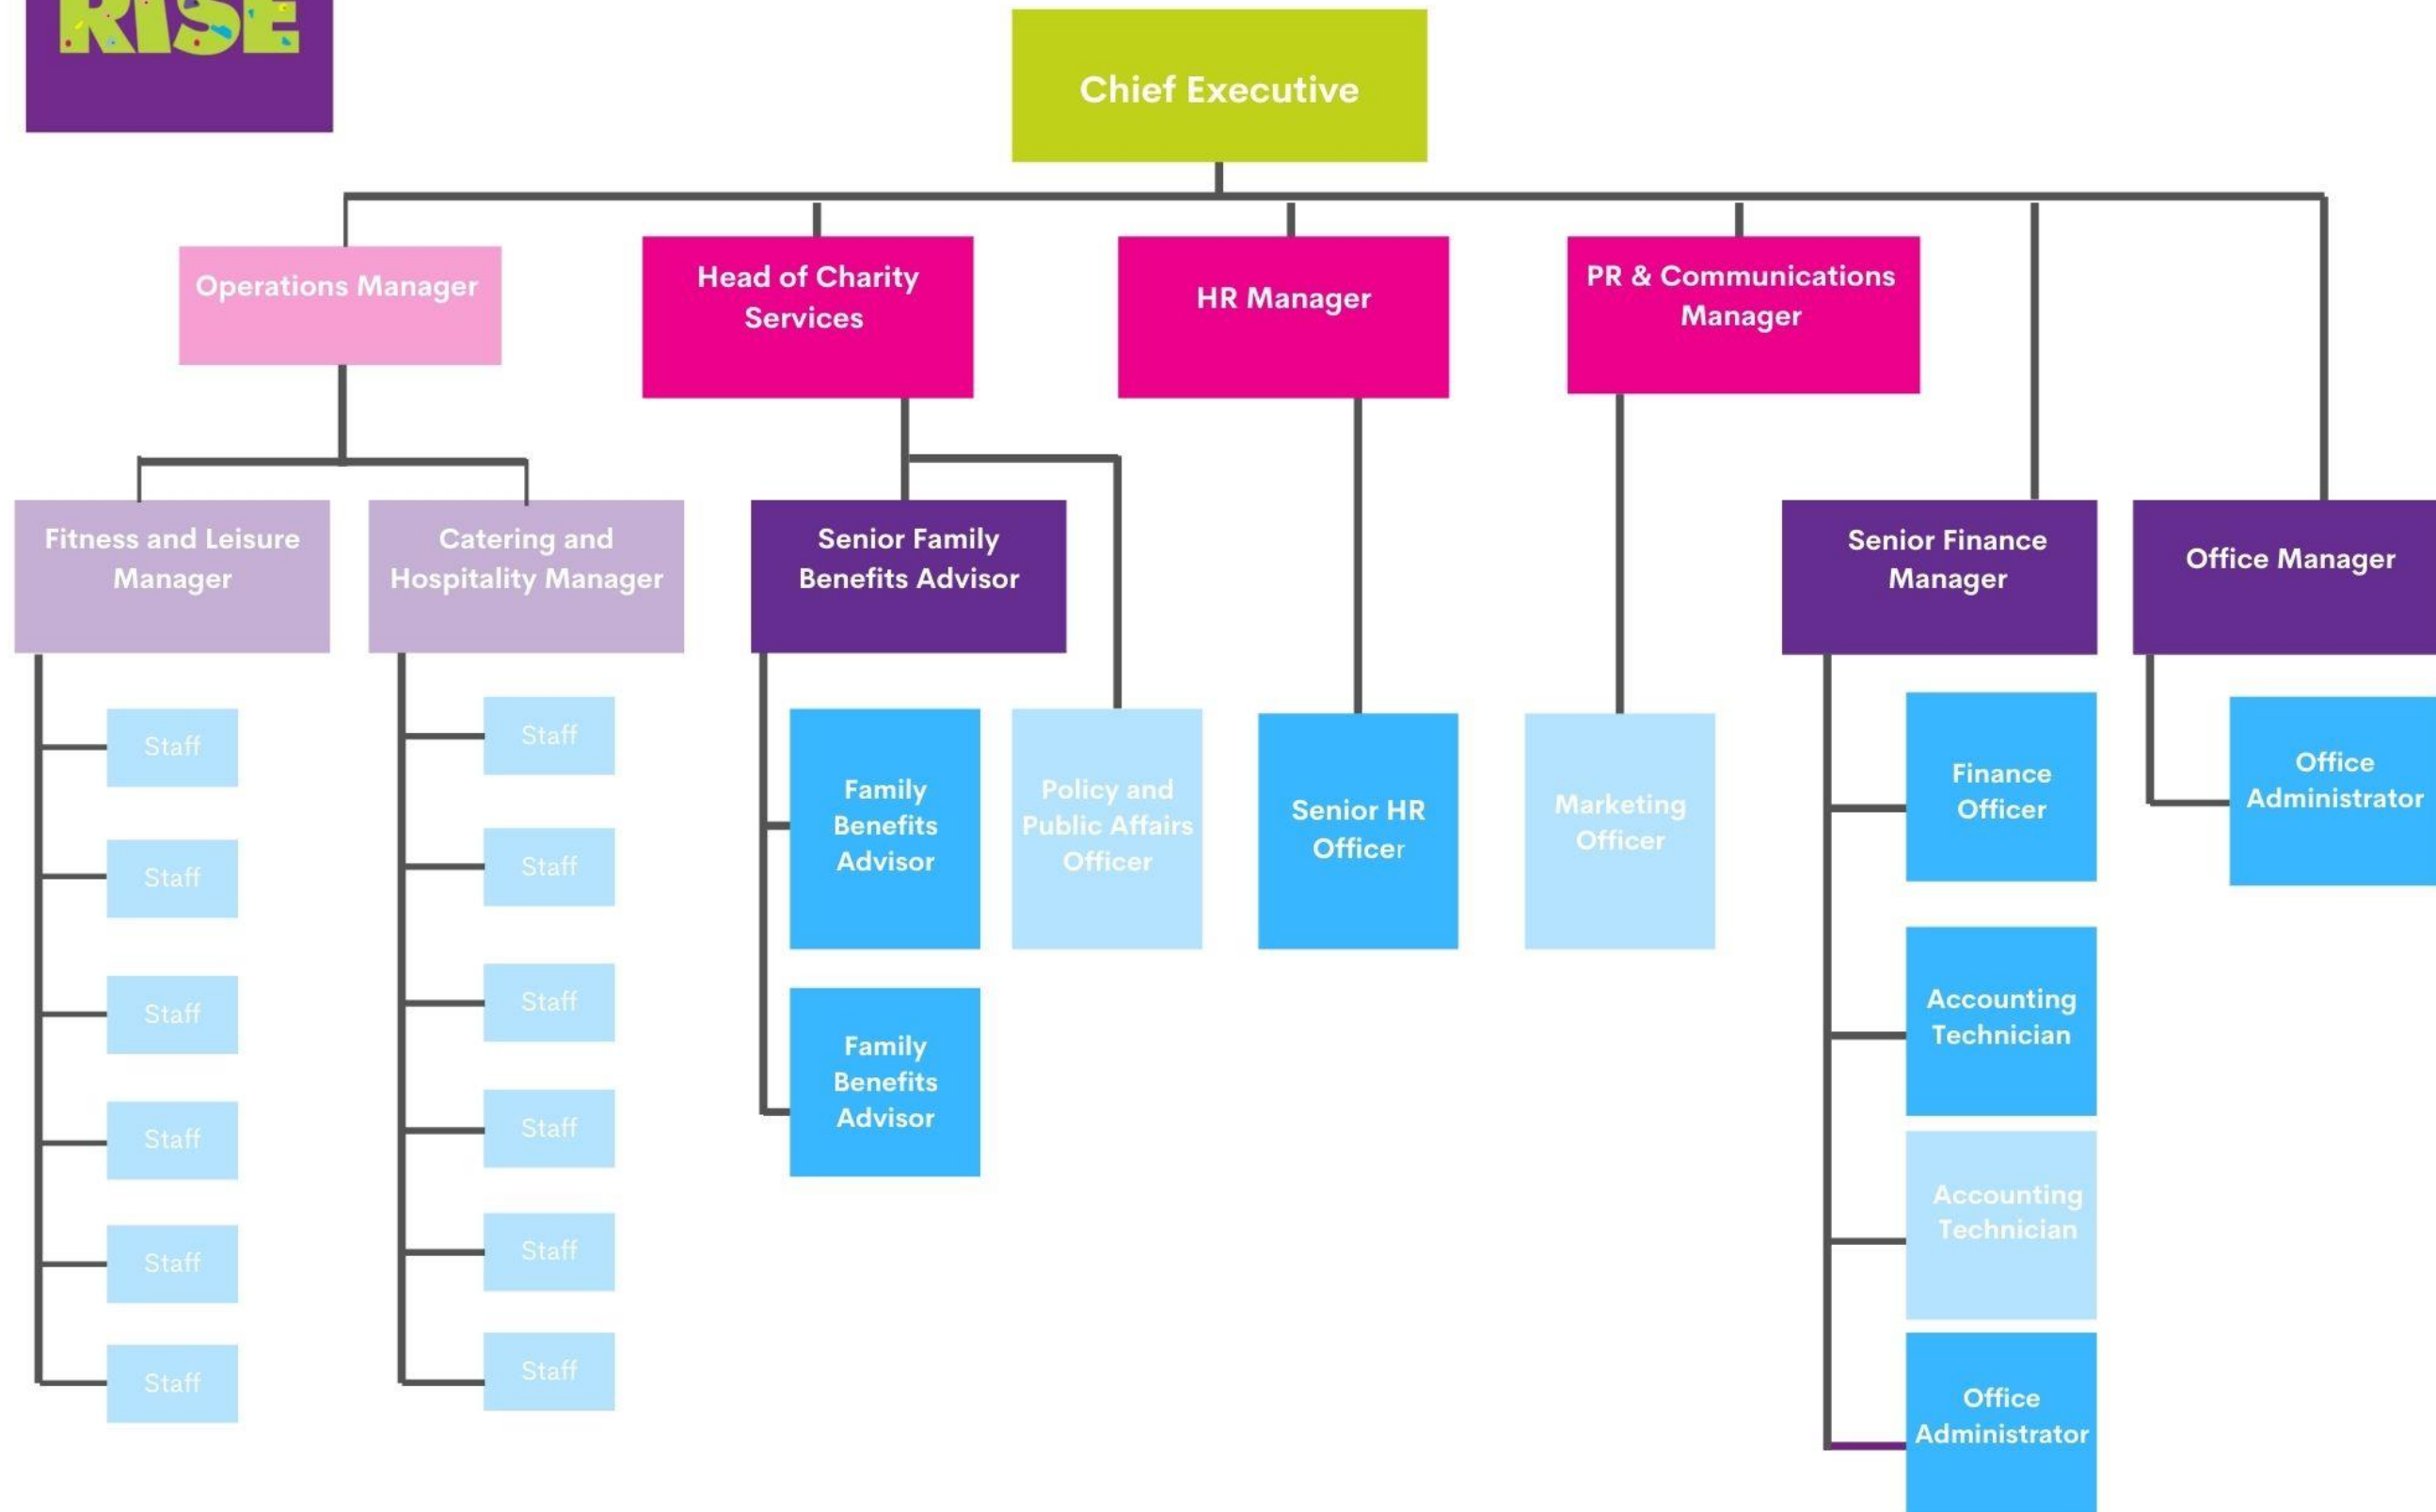 RISE
Chief Executive
Operations Manager
Head of Charity
Services
HR Manager
PR & Communications
Manager
Fitness and Leisure
Manager
Catering and
Hospitality Manager
Senior Family
Benefits Advisor
Senior Finance
Manager
Office Manager
Staff
Staff
Staff
Staff
Staff
Staff
Staff
Staff
Staff
Staff
Staff
Staff
Family
Benefits
Advisor
Family
Benefits
Advisor
Policy and
Public Affairs
Officer
Senior HR
Officer
Marketing
Officer
Finance
Officer
Accounting
Technician
Accounting
Technician
Office
Administrator
Office
Administrator